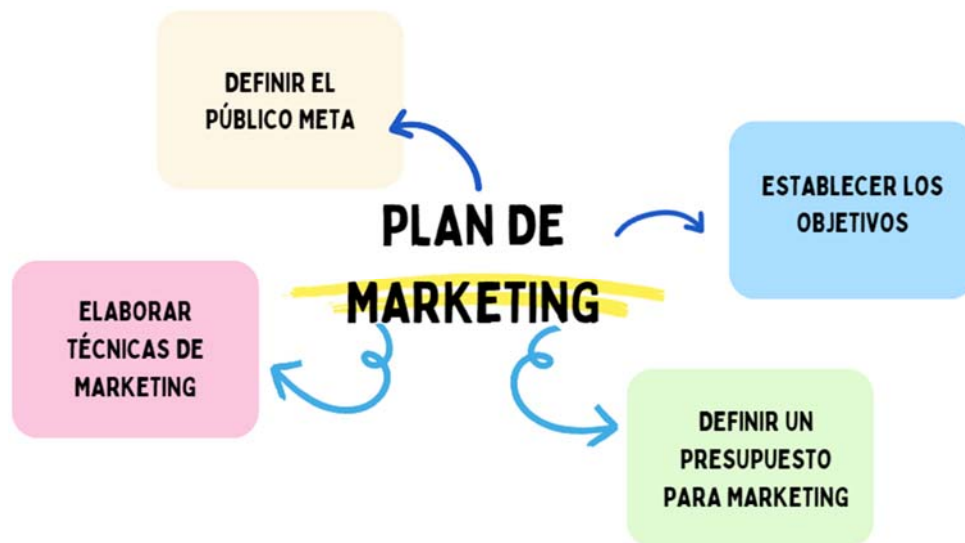 DEFINIR EL
PÚBLICO META
ESTABLECER LOS
OBJETIVOS
PLAN DE
MARKETING
ELABORAR
TÉCNICAS DE
MARKETING
DEFINIR UN
PRESUPUESTO
PARA MARKETING